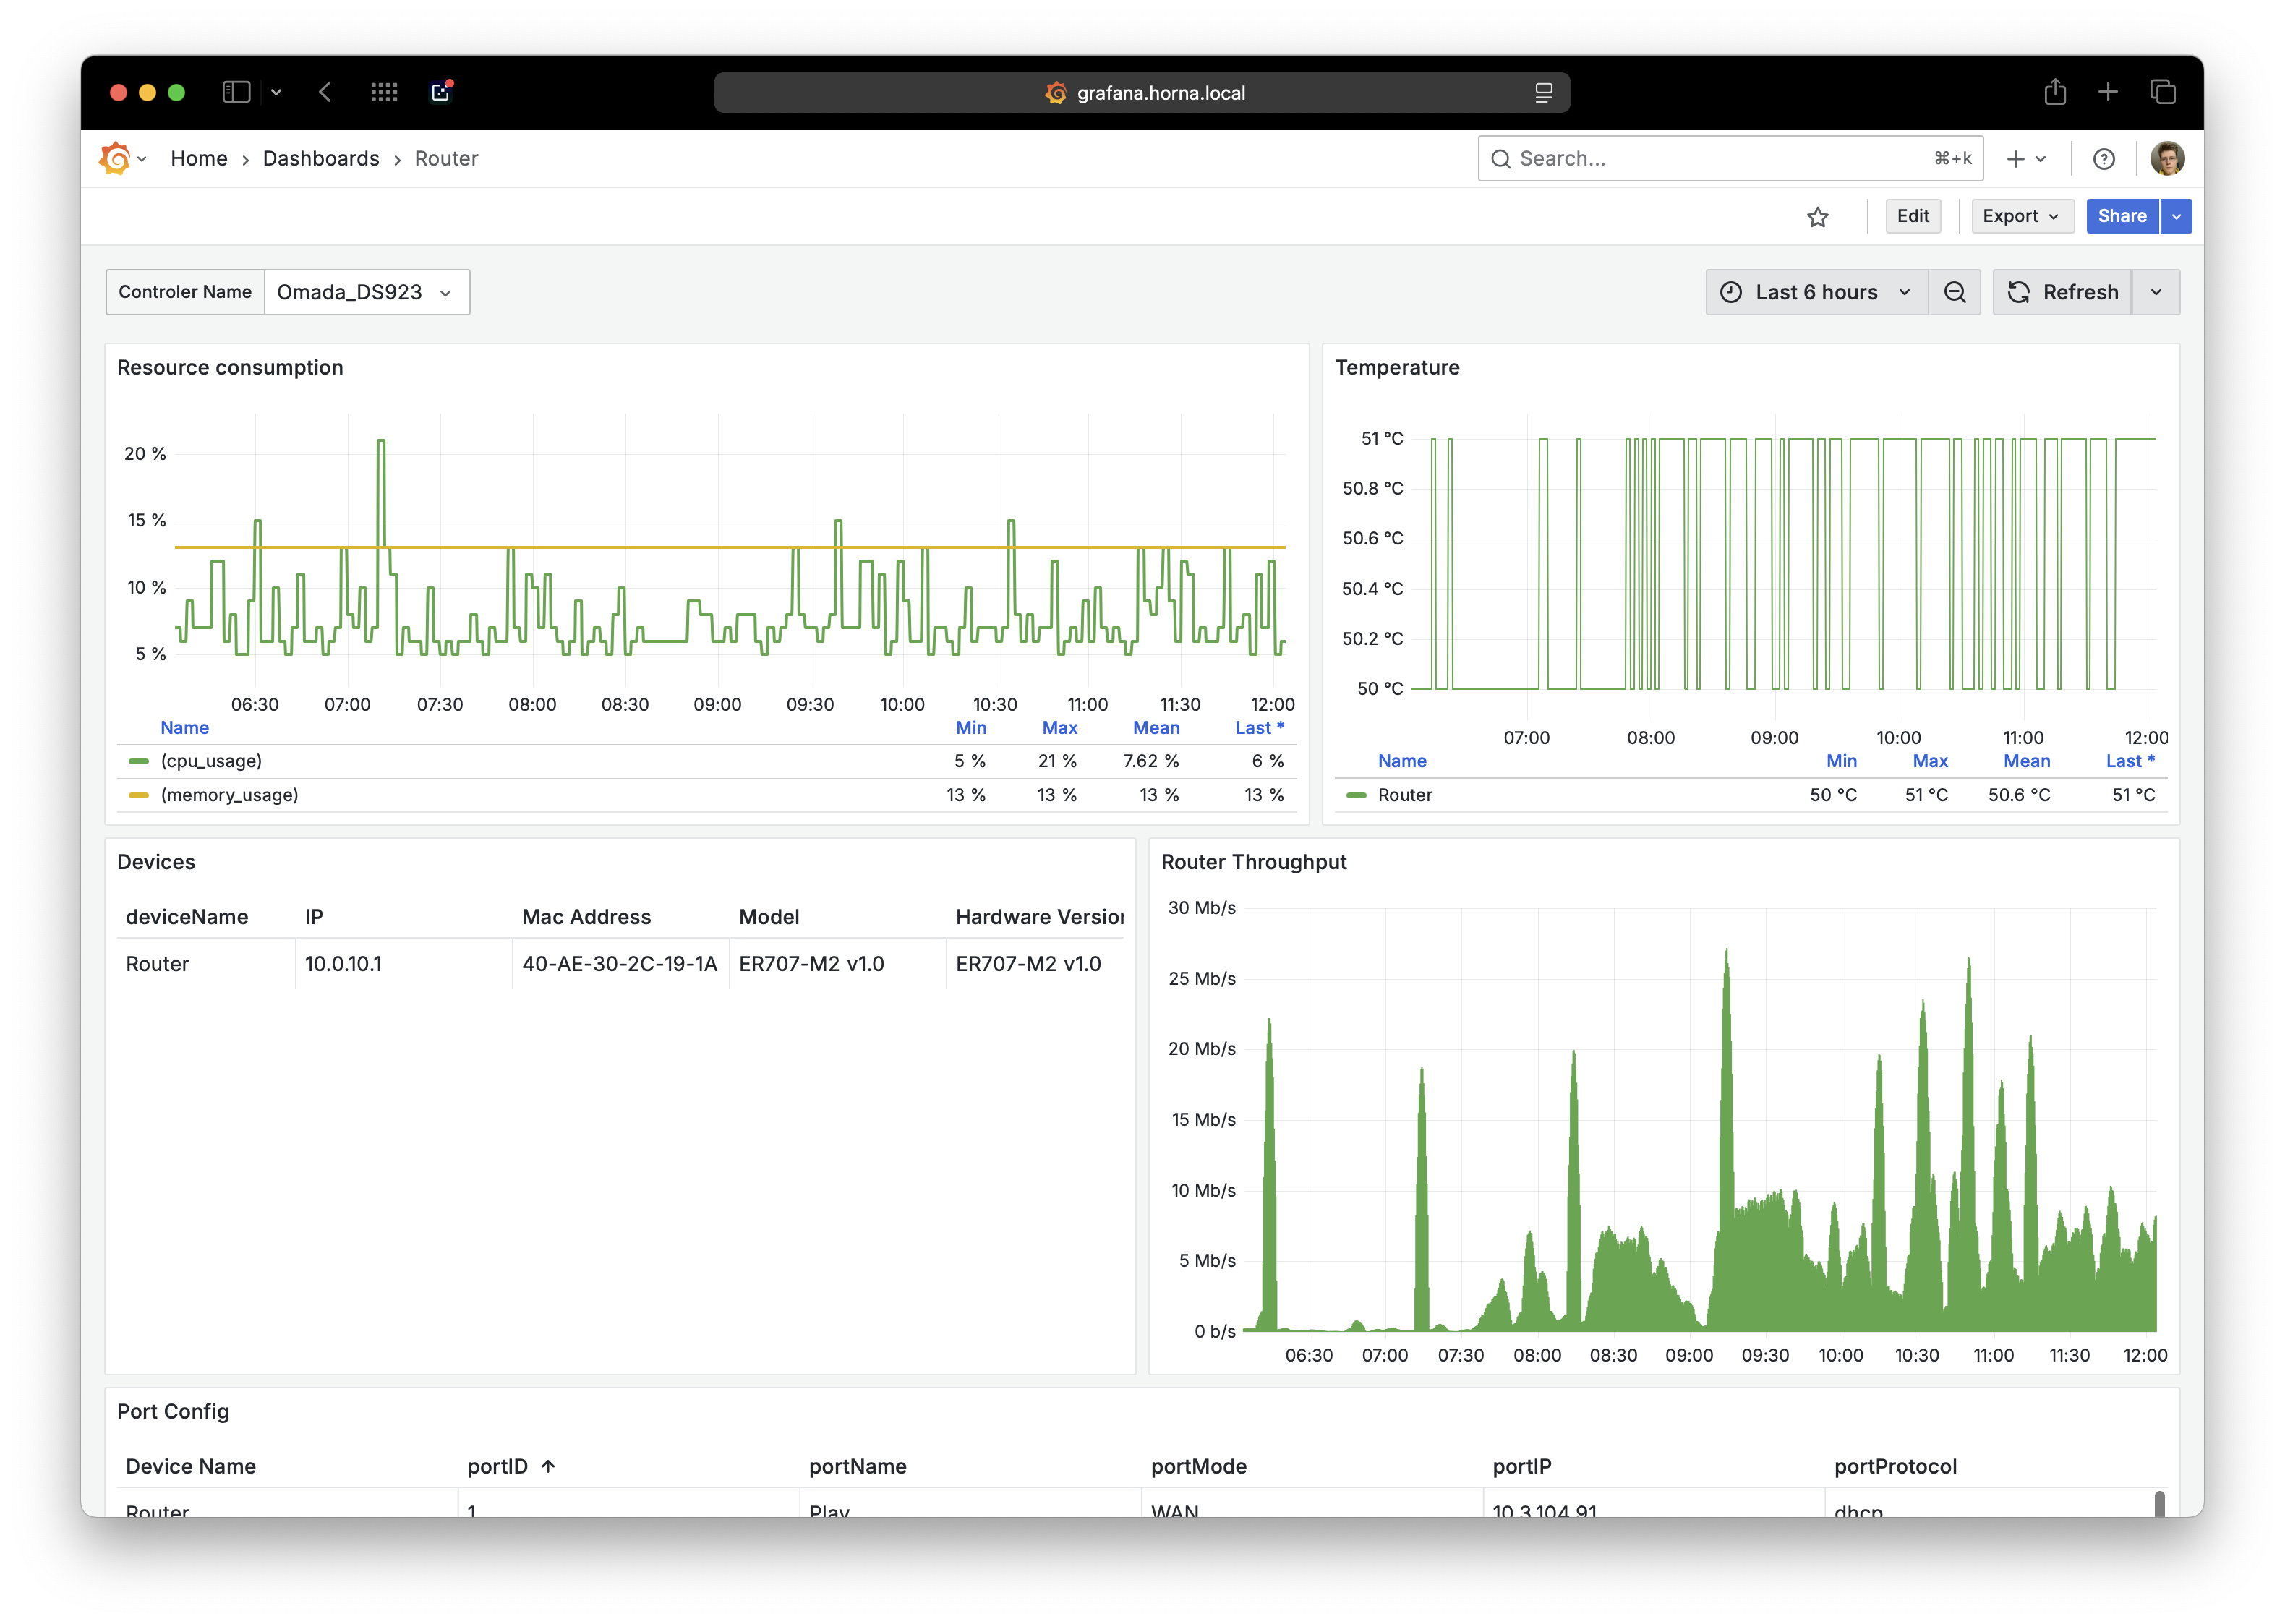 grafana.horna.local
Home › Dashboards › Router
Search... ⌘+k
Edit Export Share
Controler Name Omada_DS923 Last 6 hours Refresh
Resource consumption
20 %
15 %
10 %
5 %
06:30 07:00 07:30 08:00 08:30 09:00 09:30 10:00 10:30 11:00 11:30 12:00
Name Min Max Mean Last *
(cpu_usage) 5 % 21 % 7.62 % 6 %
(memory_usage) 13 % 13 % 13 % 13 %
Temperature
51 °C
50.8 °C
50.6 °C
50.4 °C
50.2 °C
50 °C
07:00 08:00 09:00 10:00 11:00 12:00
Name Min Max Mean Last *
Router 50 °C 51 °C 50.6 °C 51 °C
Devices
deviceName IP Mac Address Model Hardware Version
Router 10.0.10.1 40-AE-30-2C-19-1A ER707-M2 v1.0 ER707-M2 v1.0
Router Throughput
30 Mb/s
25 Mb/s
20 Mb/s
15 Mb/s
10 Mb/s
5 Mb/s
0 b/s
06:30 07:00 07:30 08:00 08:30 09:00 09:30 10:00 10:30 11:00 11:30 12:00
Port Config
Device Name portID ↑ portName portMode portIP portProtocol
Router 1 Play WAN 10.3.104.91 dhcp